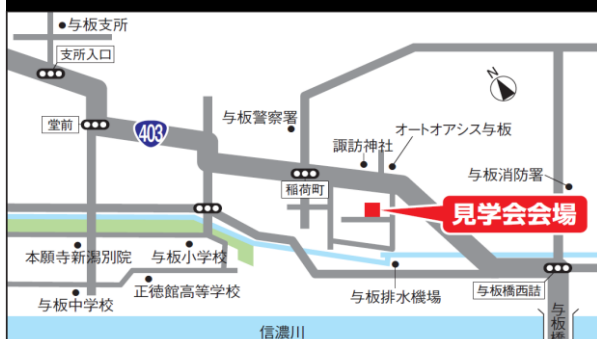 与板支所
支所入口
堂前
403
与板警察署
諏訪神社
オートオアシス与板
N
稲荷町
与板消防署
見学会会場
本願寺新潟別院
与板小学校
正徳館高等学校
与板中学校
与板排水機場
与板橋西詰
与板橋
信濃川